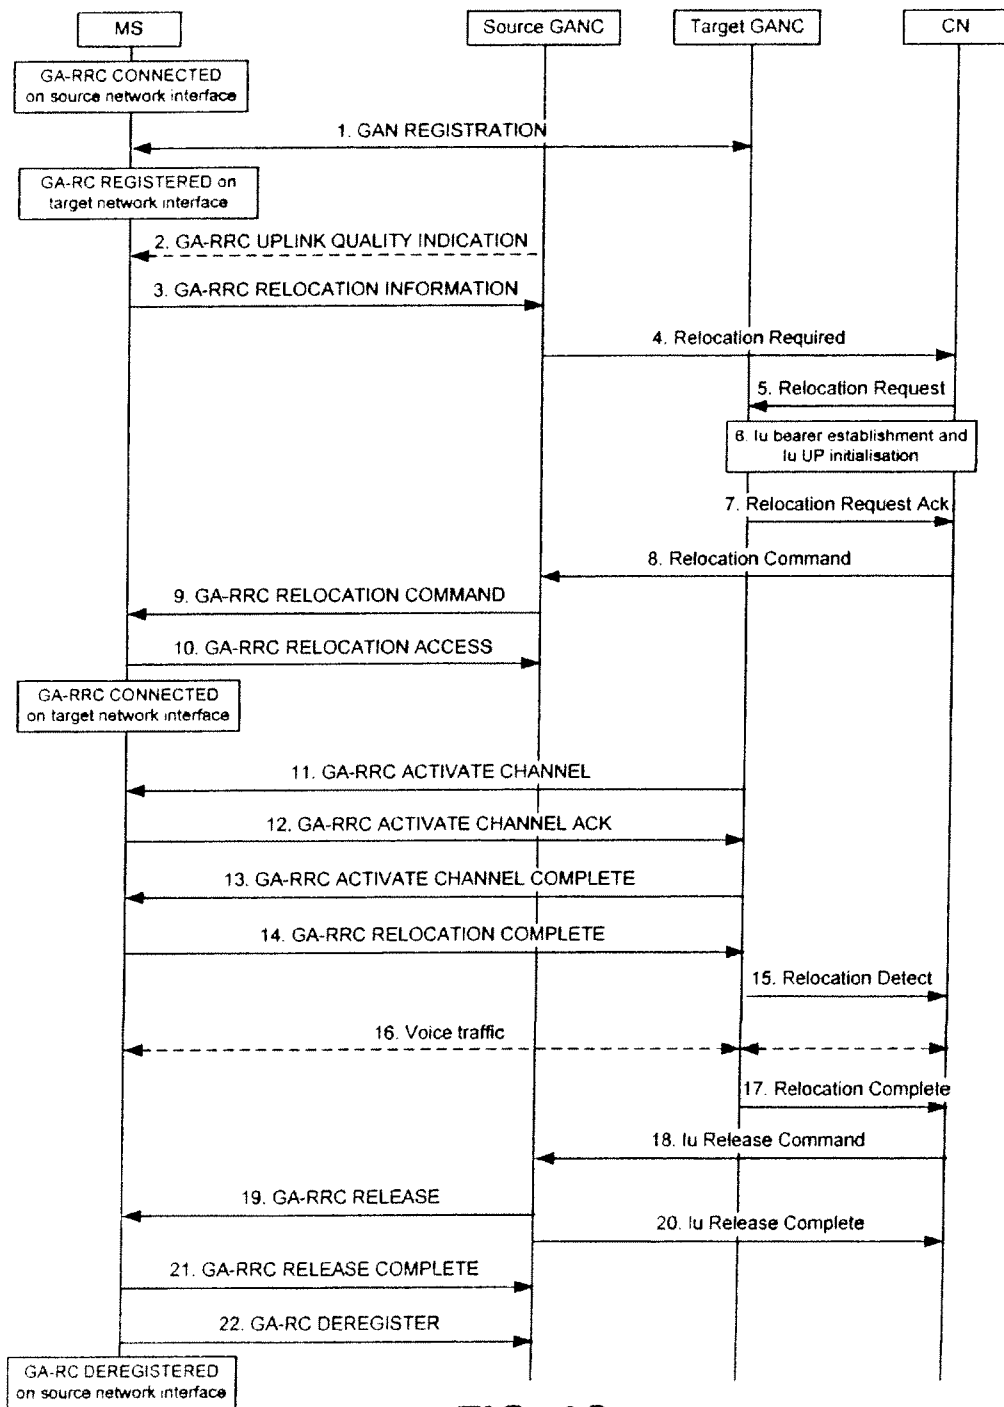 MS
Source GANC
Target GANC
CN
GA-RRC CONNECTED
on source network interface
1. GAN REGISTRATION
GA-RC REGISTERED on
target network interface
2. GA-RRC UPLINK QUALITY INDICATION
3. GA-RRC RELOCATION INFORMATION
4. Relocation Required
5. Relocation Request
6. Iu bearer establishment and
Iu UP initialisation
7. Relocation Request Ack
8. Relocation Command
9. GA-RRC RELOCATION COMMAND
10. GA-RRC RELOCATION ACCESS
GA-RRC CONNECTED
on target network interface
11. GA-RRC ACTIVATE CHANNEL
12. GA-RRC ACTIVATE CHANNEL ACK
13. GA-RRC ACTIVATE CHANNEL COMPLETE
14. GA-RRC RELOCATION COMPLETE
15. Relocation Detect
16. Voice traffic
17. Relocation Complete
18. Iu Release Command
19. GA-RRC RELEASE
20. Iu Release Complete
21. GA-RRC RELEASE COMPLETE
22. GA-RC DEREGISTER
GA-RC DEREGISTERED
on source network interface